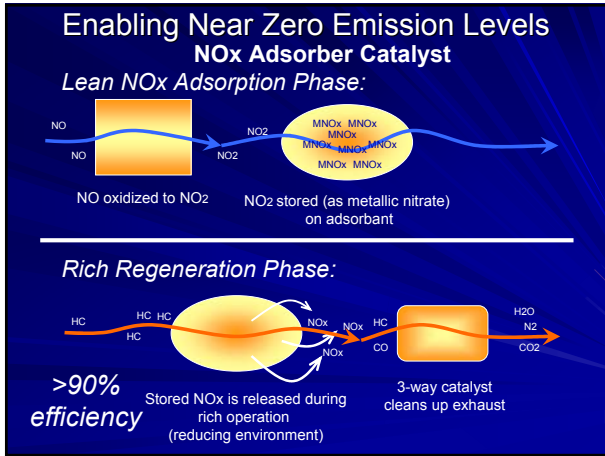 Enabling Near Zero Emission Levels
NOx Adsorber Catalyst
Lean NOx Adsorption Phase:
NO
NO
NO2
NO2
MNOx MNOx
MNOx
MNOx MNOx
MNOx
MNOx MNOx
NO oxidized to NO2
NO2 stored (as metallic nitrate)
on adsorbant
Rich Regeneration Phase:
HC
HC HC
HC
NOx
NOx
NOx
HC
CO
H2O
N2
CO2
>90%
efficiency
Stored NOx is released during
rich operation
(reducing environment)
3-way catalyst
cleans up exhaust